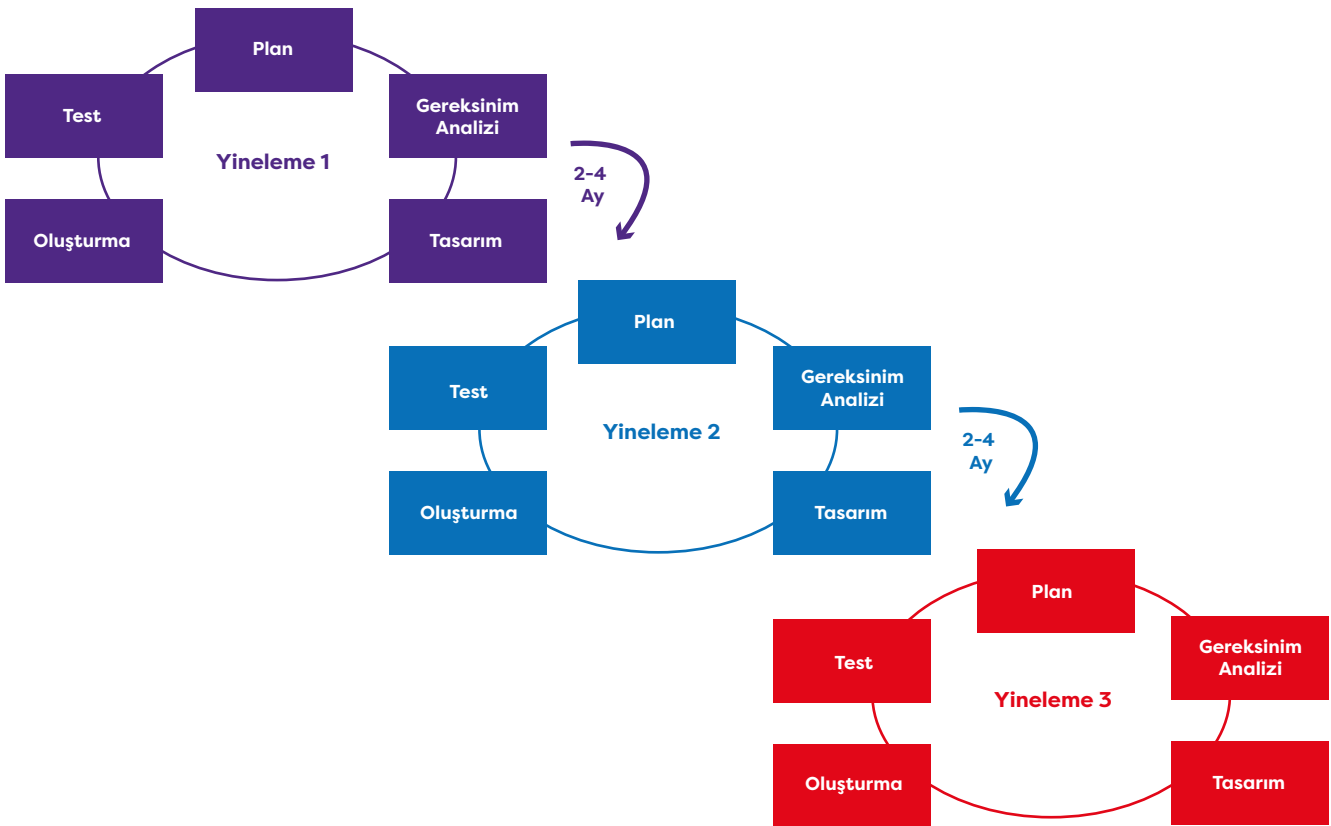 Plan
Test
Gereksinim
Analizi
Yineleme 1
2-4
Ay
Oluşturma
Tasarım
Plan
Test
Gereksinim
Analizi
Yineleme 2
2-4
Ay
Oluşturma
Tasarım
Plan
Test
Gereksinim
Analizi
Yineleme 3
Oluşturma
Tasarım